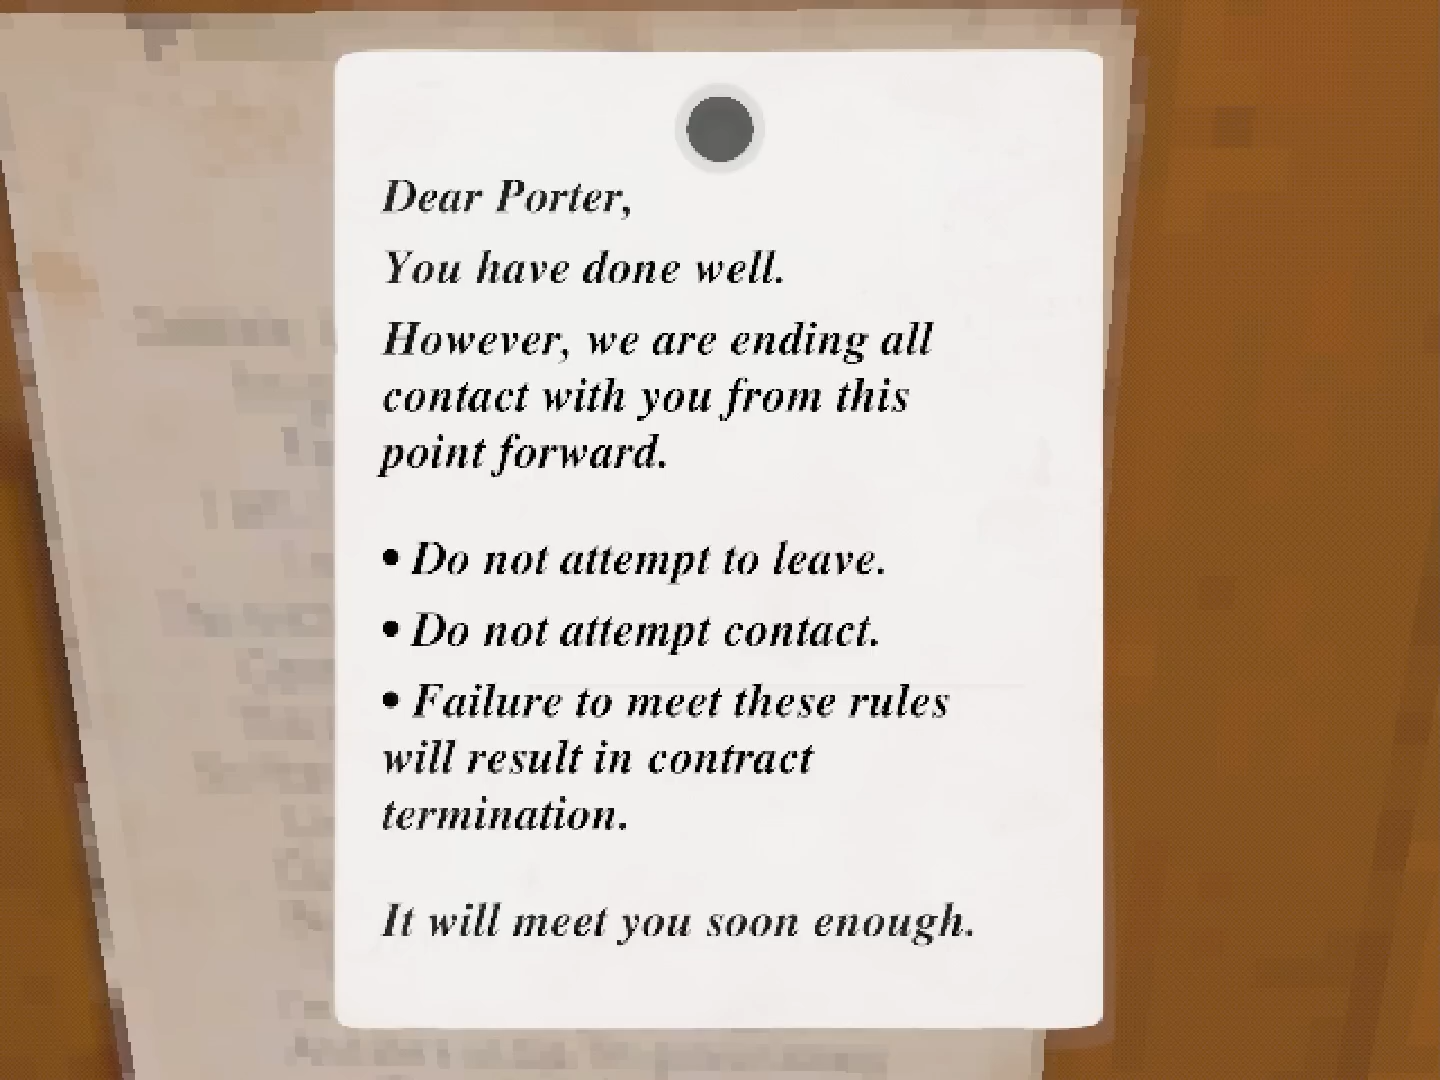 Dear Porter,
You have done well.
However, we are ending all
contact with you from this
point forward.
• Do not attempt to leave.
• Do not attempt contact.
• Failure to meet these rules
will result in contract
termination.
It will meet you soon enough.